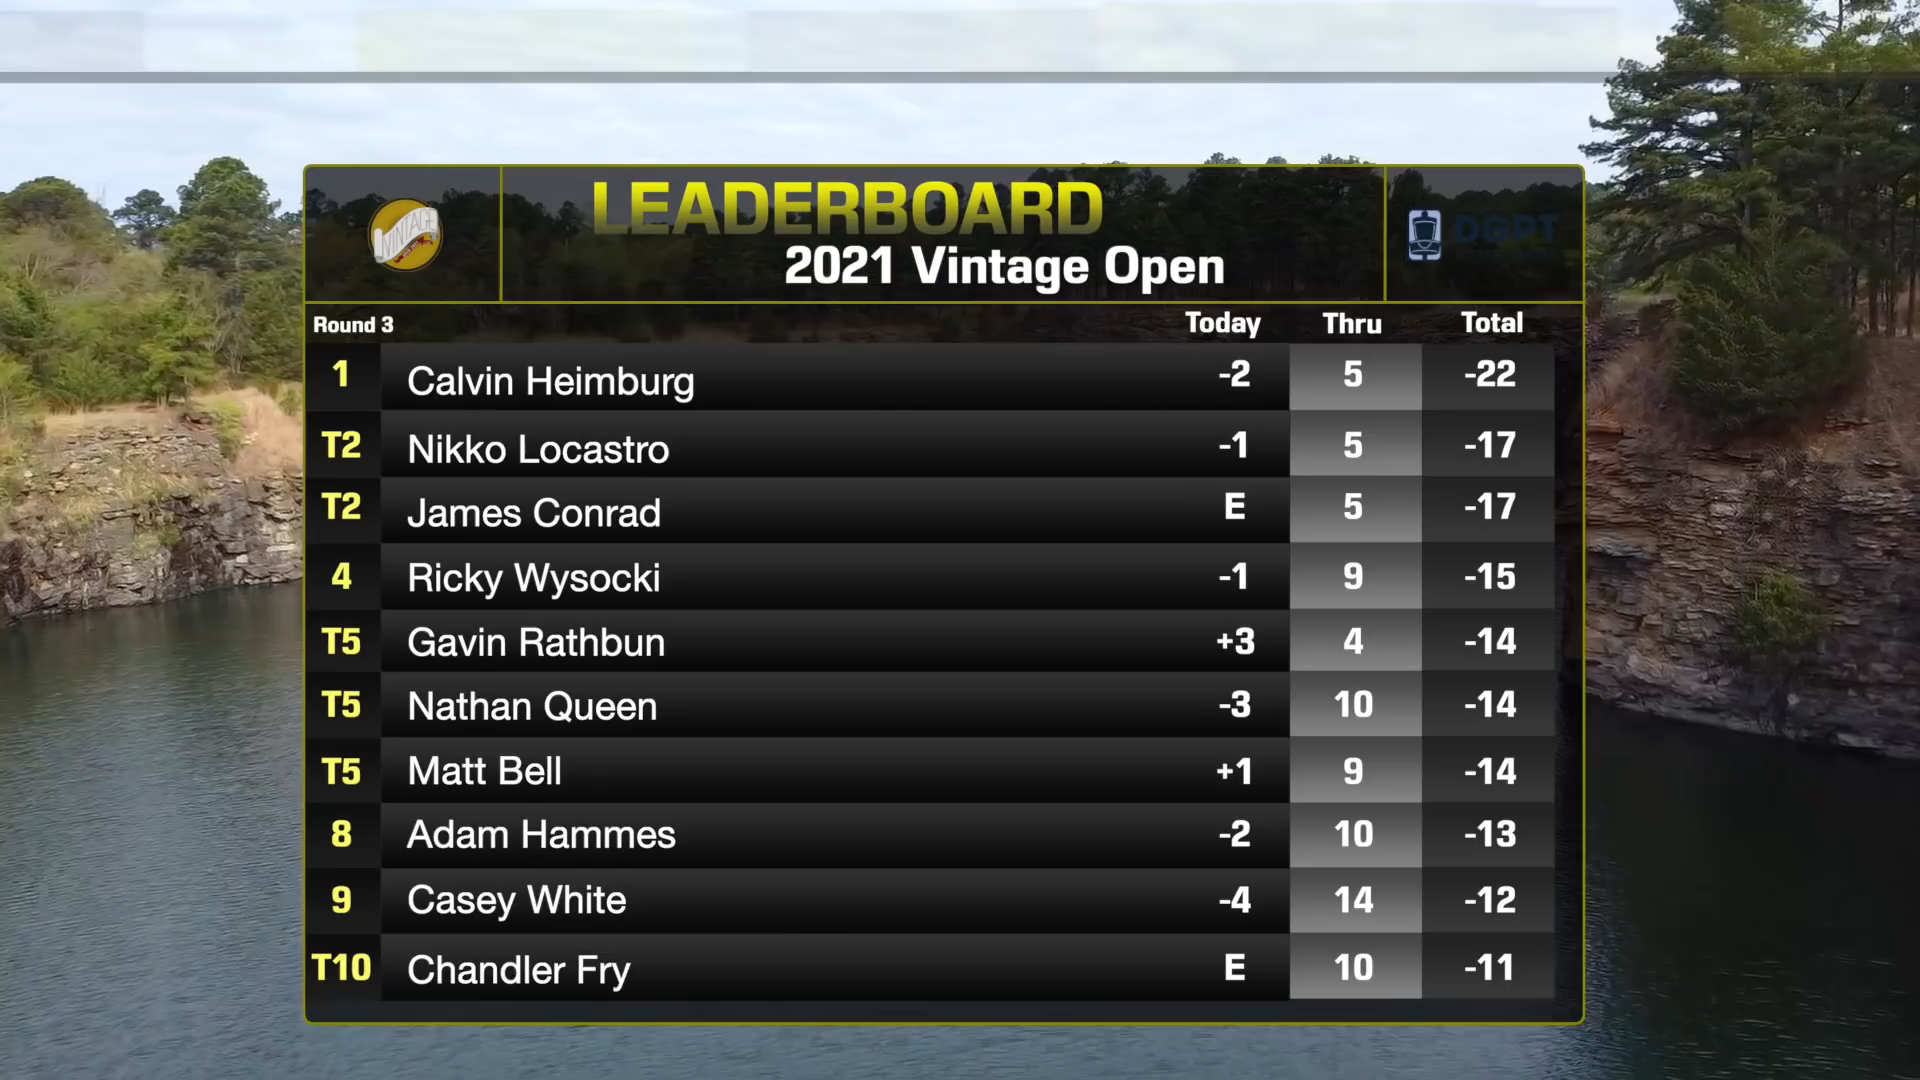 VINTAGE
LEADERBOARD
2021 Vintage Open
DGPT
Round 3 Today Thru Total
1 Calvin Heimburg -2 5 -22
T2 Nikko Locastro -1 5 -17
T2 James Conrad E 5 -17
4 Ricky Wysocki -1 9 -15
T5 Gavin Rathbun +3 4 -14
T5 Nathan Queen -3 10 -14
T5 Matt Bell +1 9 -14
8 Adam Hammes -2 10 -13
9 Casey White -4 14 -12
T10 Chandler Fry E 10 -11